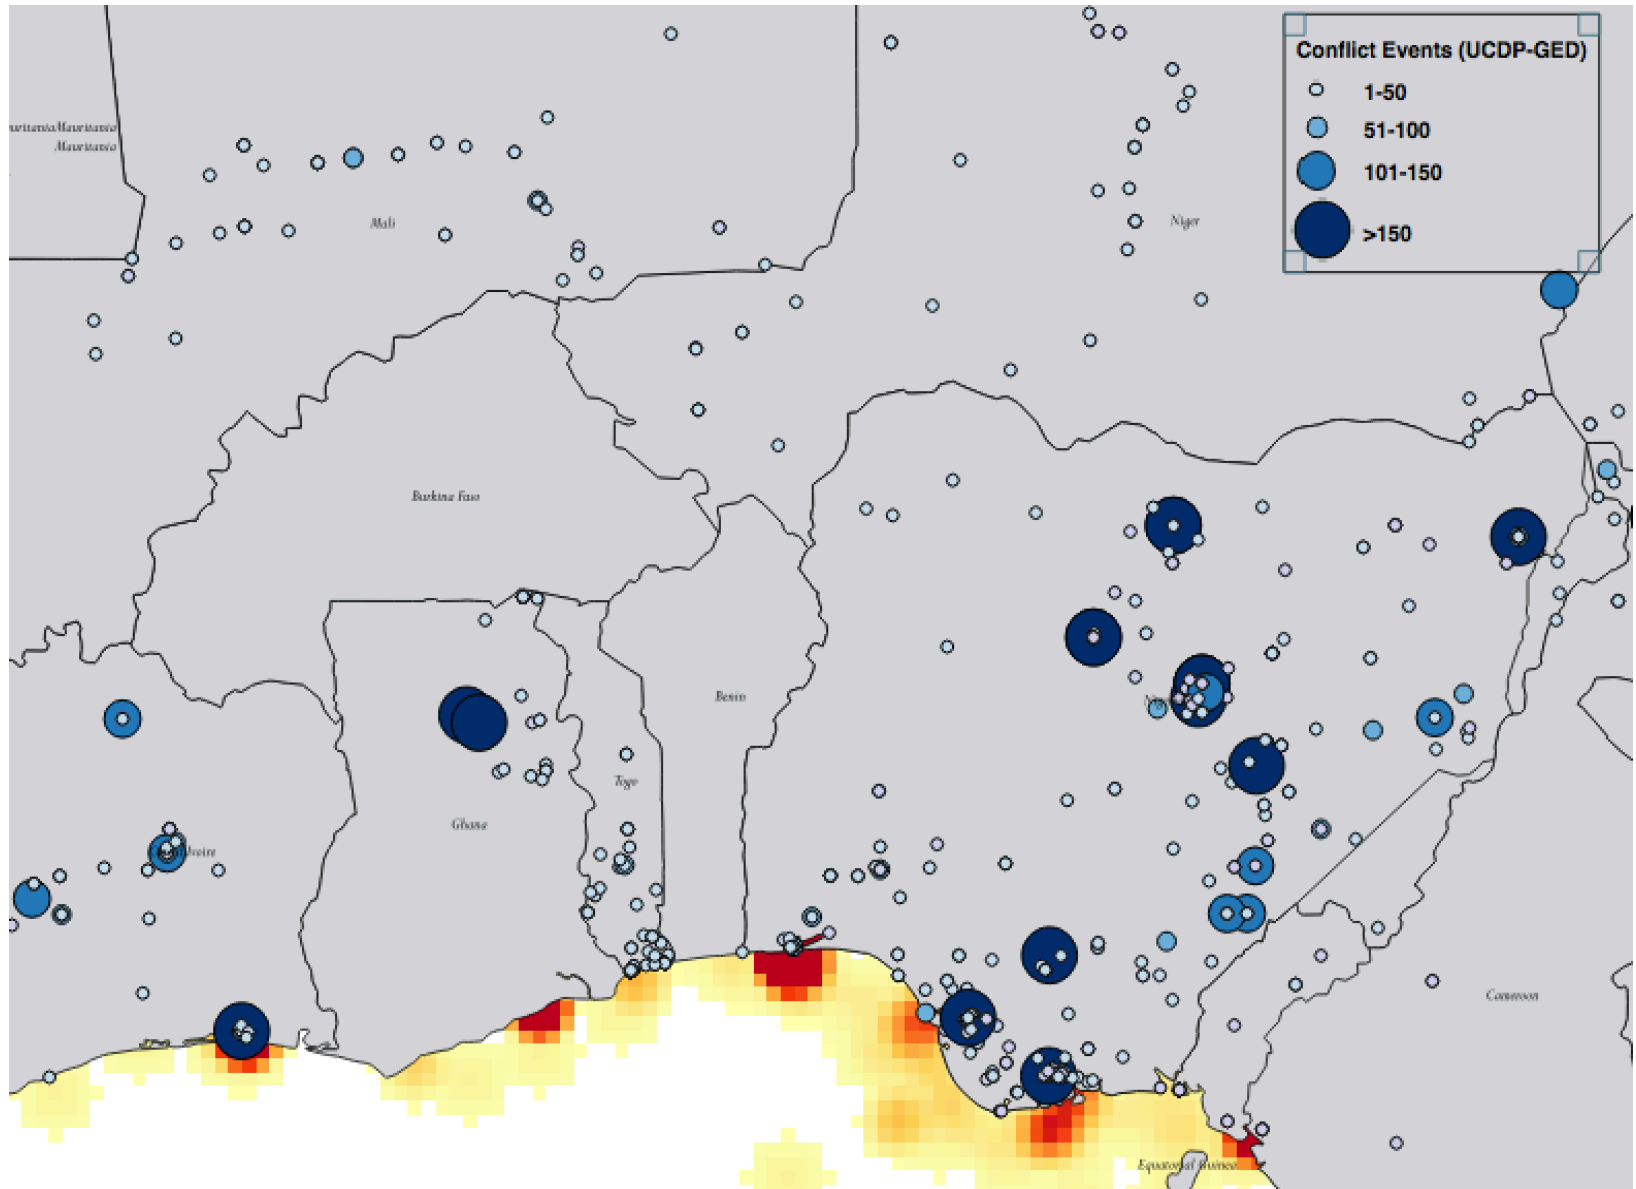 Conflict Events (UCDP-GED)
1-50
51-100
101-150
>150
Mauritania
Mali
Niger
Burkina Faso
Benin
Togo
Ghana
Cameroon
Equatorial Guinea